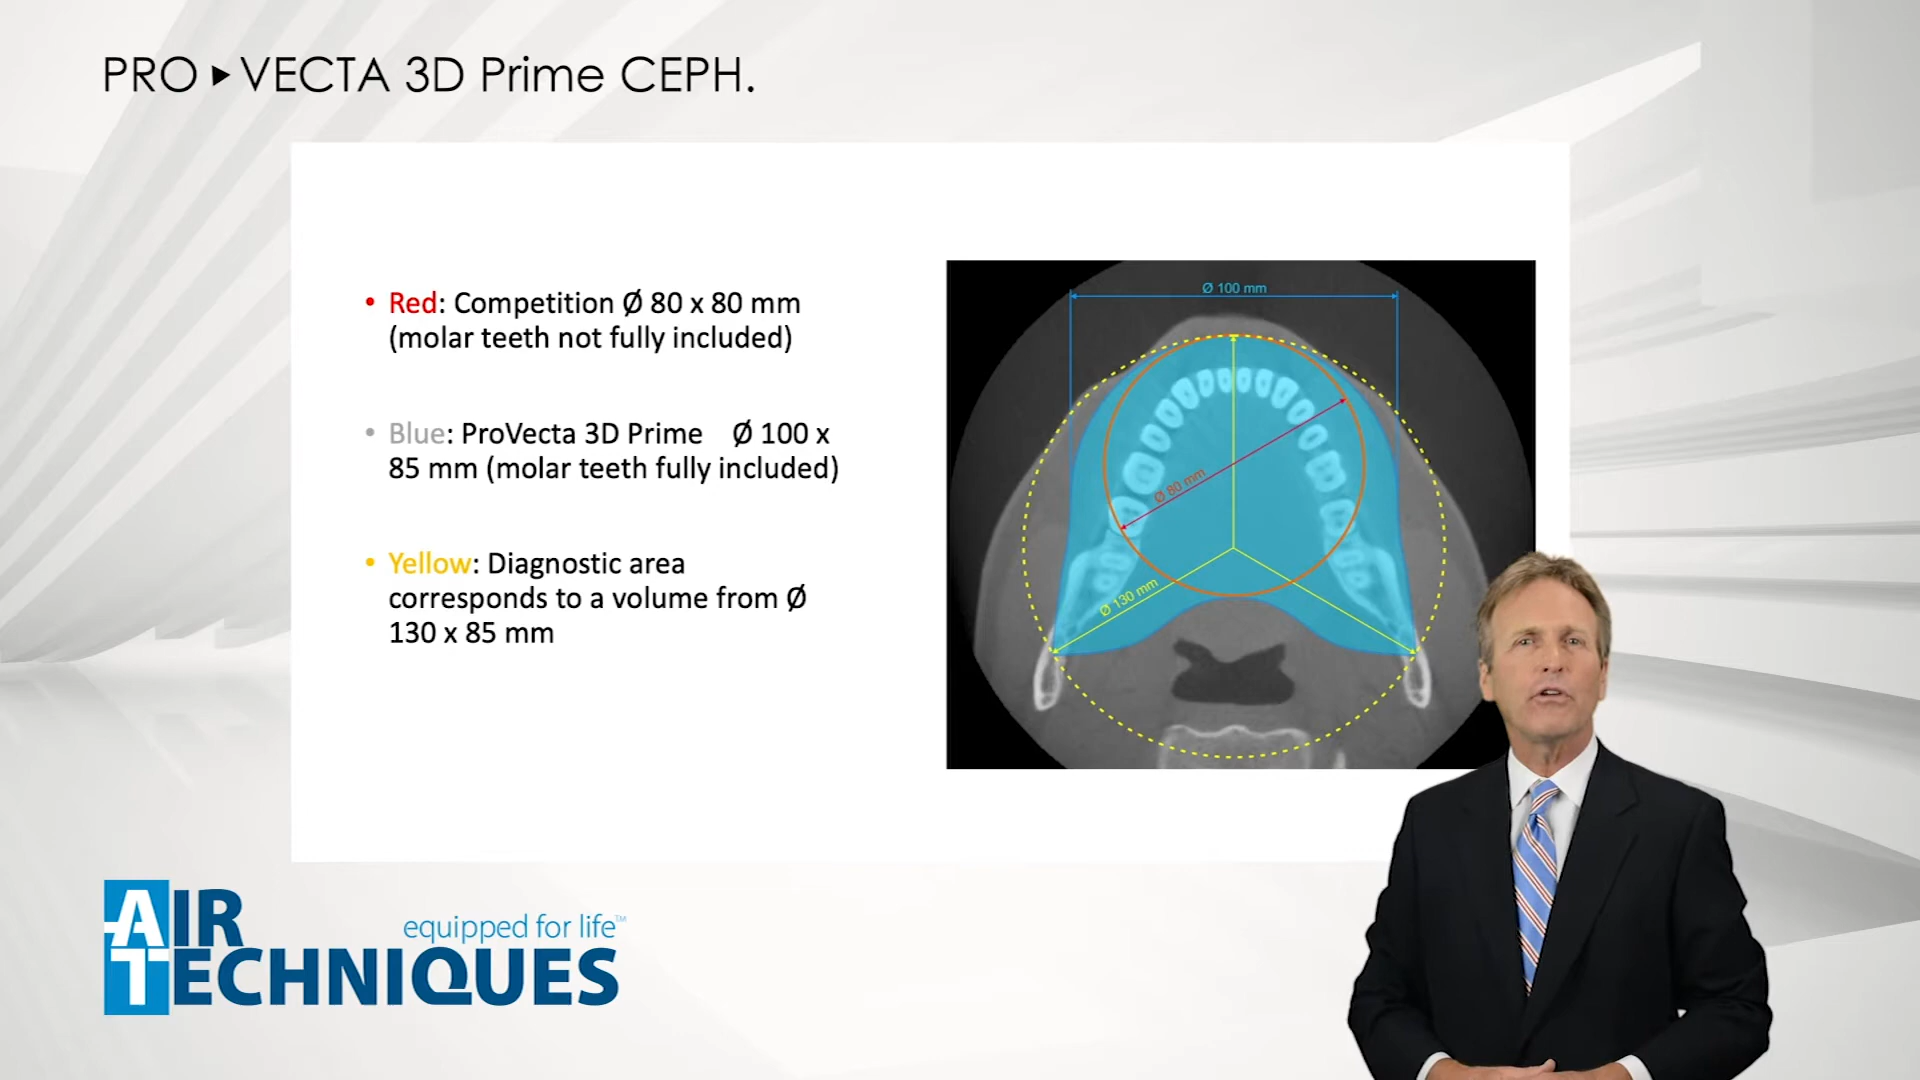 PRO▸VECTA 3D Prime CEPH.
• Red: Competition Ø 80 x 80 mm
(molar teeth not fully included)
• Blue: ProVecta 3D Prime Ø 100 x
85 mm (molar teeth fully included)
• Yellow: Diagnostic area
corresponds to a volume from Ø
130 x 85 mm
Ø 100 mm
Ø 80 mm
Ø 130 mm
AIR
equipped for life™
TECHNIQUES